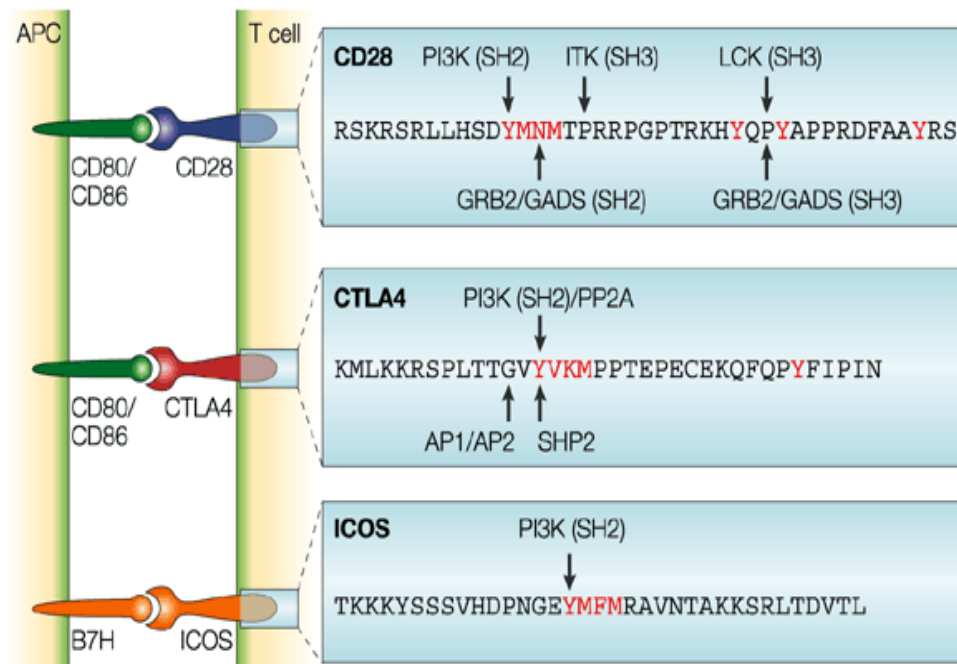 APC
T cell
CD28
PI3K (SH2)
ITK (SH3)
LCK (SH3)
RSKRSRLLHSDYMNMTPRRPGPTRKHYQPYAPPRDFAAYRS
GRB2/GADS (SH2)
GRB2/GADS (SH3)
CD80/
CD86
CD28
CTLA4
PI3K (SH2)/PP2A
KMLKKRSPLTTGVYVKMPPTEPECEKQFQPYFIPIN
AP1/AP2
SHP2
CD80/
CD86
CTLA4
ICOS
PI3K (SH2)
TKKKYSSSVHDPNGEYMFMRAVNTAKKSRLTDVTL
B7H
ICOS